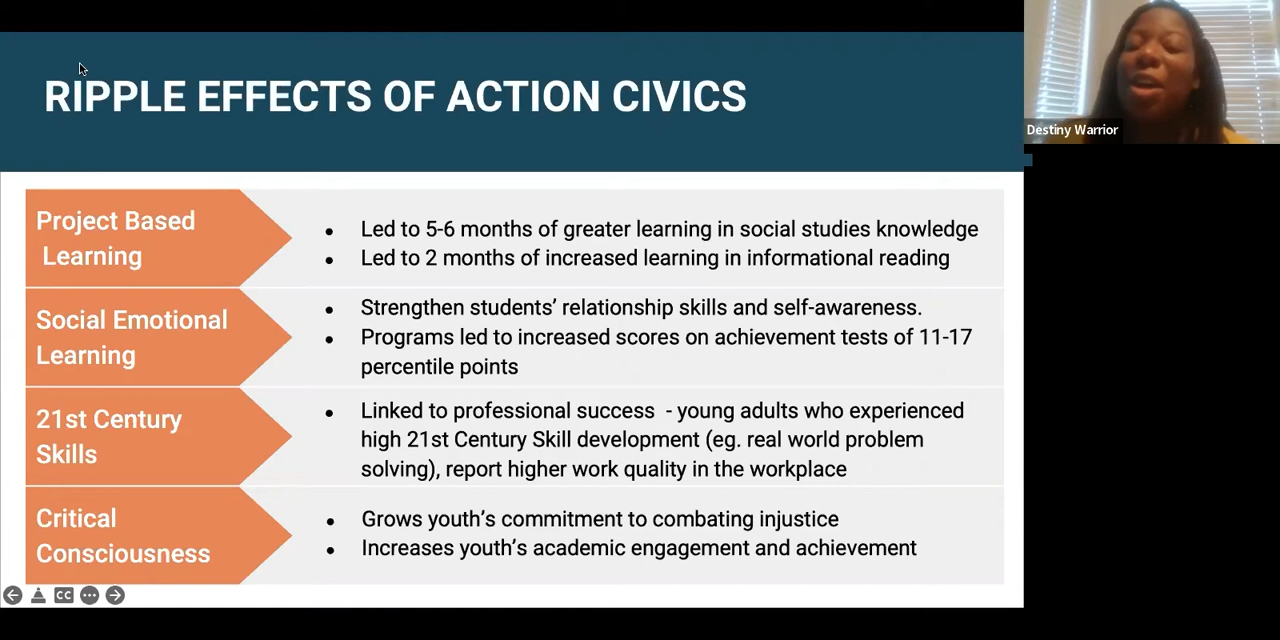 RIPPLE EFFECTS OF ACTION CIVICS
Destiny Warrior
Project Based
Learning
• Led to 5-6 months of greater learning in social studies knowledge
• Led to 2 months of increased learning in informational reading
Social Emotional
Learning
• Strengthen students’ relationship skills and self-awareness.
• Programs led to increased scores on achievement tests of 11-17
percentile points
21st Century
Skills
• Linked to professional success - young adults who experienced
high 21st Century Skill development (eg. real world problem
solving), report higher work quality in the workplace
Critical
Consciousness
• Grows youth’s commitment to combating injustice
• Increases youth’s academic engagement and achievement
CC